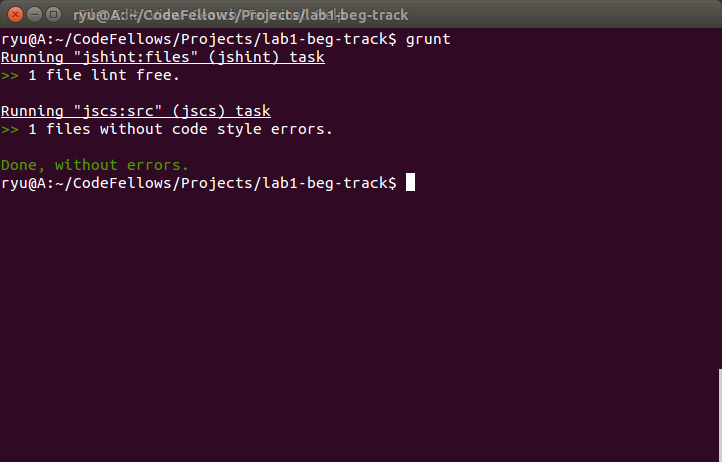 ryu@A: ~/CodeFellows/Projects/lab1-beg-track
ryu@A:~/CodeFellows/Projects/lab1-beg-track$ grunt
Running "jshint:files" (jshint) task
>> 1 file lint free.
Running "jscs:src" (jscs) task
>> 1 files without code style errors.
Done, without errors.
ryu@A:~/CodeFellows/Projects/lab1-beg-track$